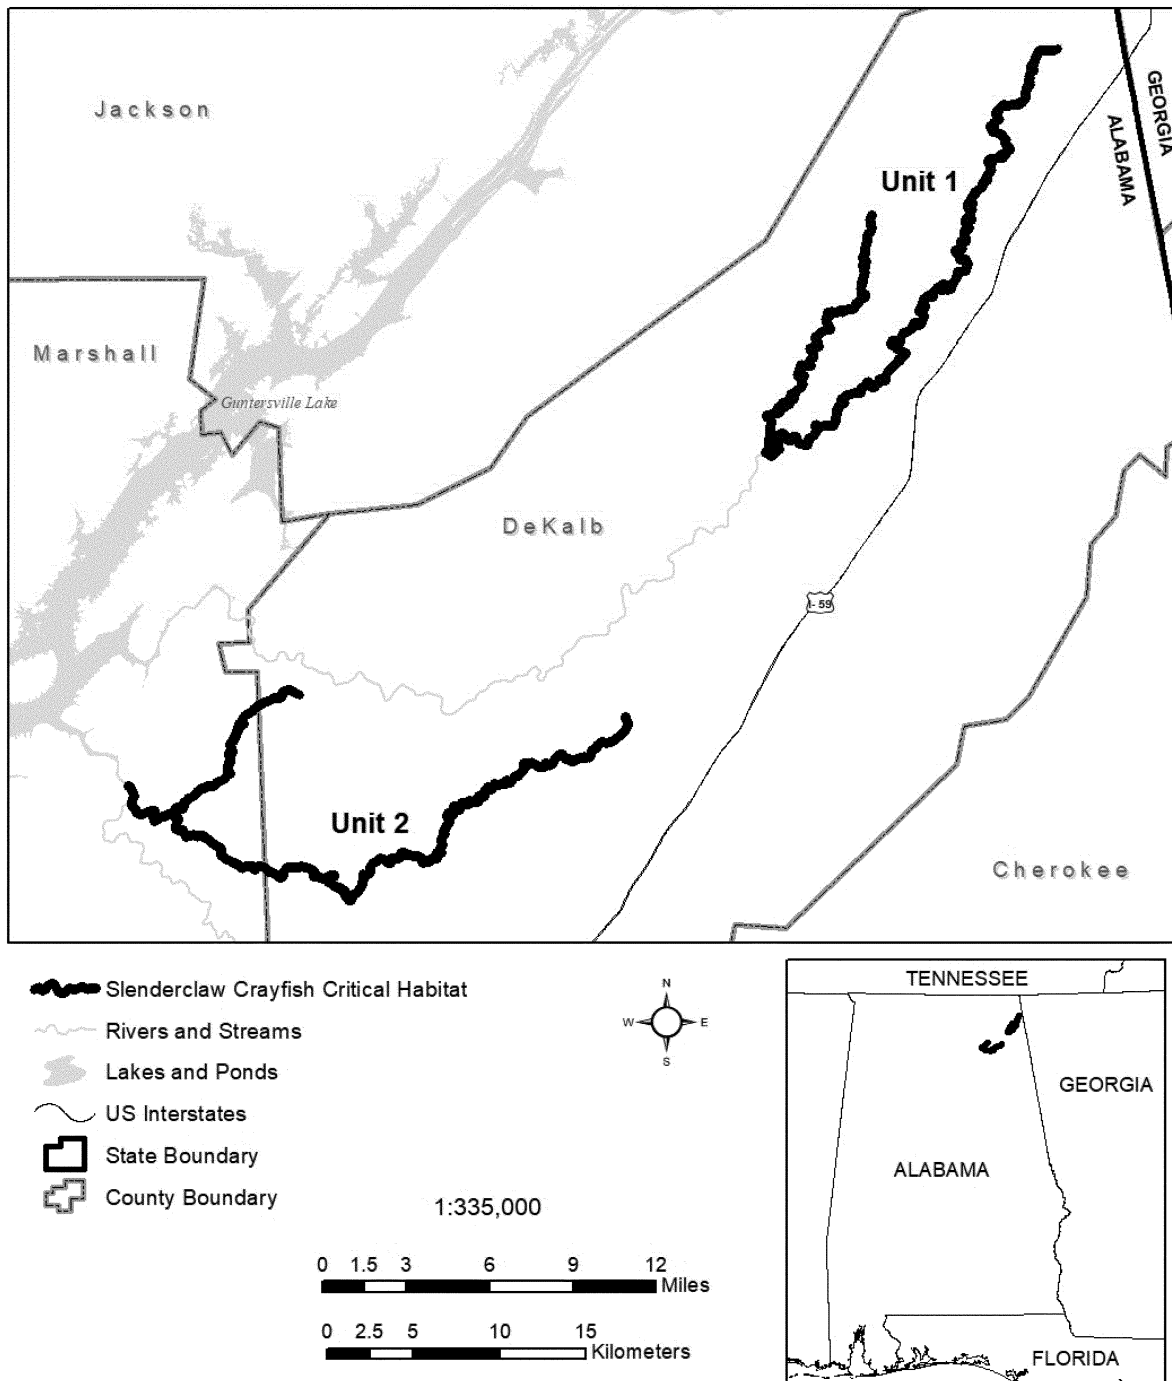 Jackson
GEORGIA
ALABAMA
Unit 1
Marshall
Guntersville Lake
DeKalb
I- 59
Unit 2
Cherokee
Slenderclaw Crayfish Critical Habitat
Rivers and Streams
Lakes and Ponds
US Interstates
State Boundary
County Boundary
N
W E
S
1:335,000
0 1.5 3 6 9 12
Miles
0 2.5 5 10 15
Kilometers
TENNESSEE
GEORGIA
ALABAMA
FLORIDA